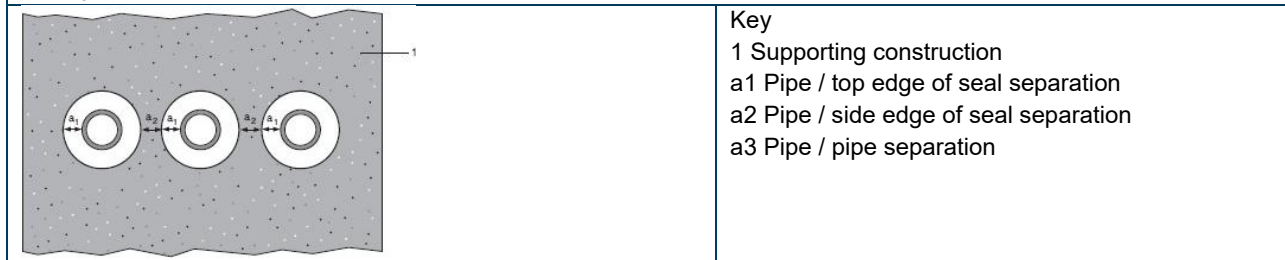 1
a1 a2 a1 a2 a1
Key
1 Supporting construction
a1 Pipe / top edge of seal separation
a2 Pipe / side edge of seal separation
a3 Pipe / pipe separation